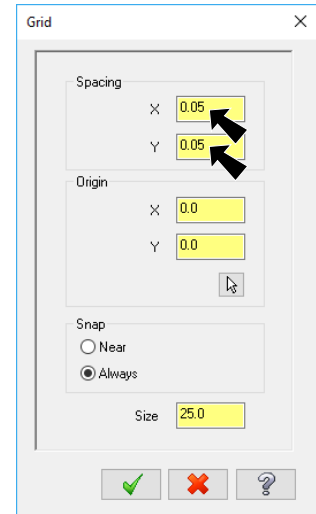 Grid
Spacing
X 0.05
Y 0.05
Origin
X 0.0
Y 0.0
Snap
Near
Always
Size 25.0